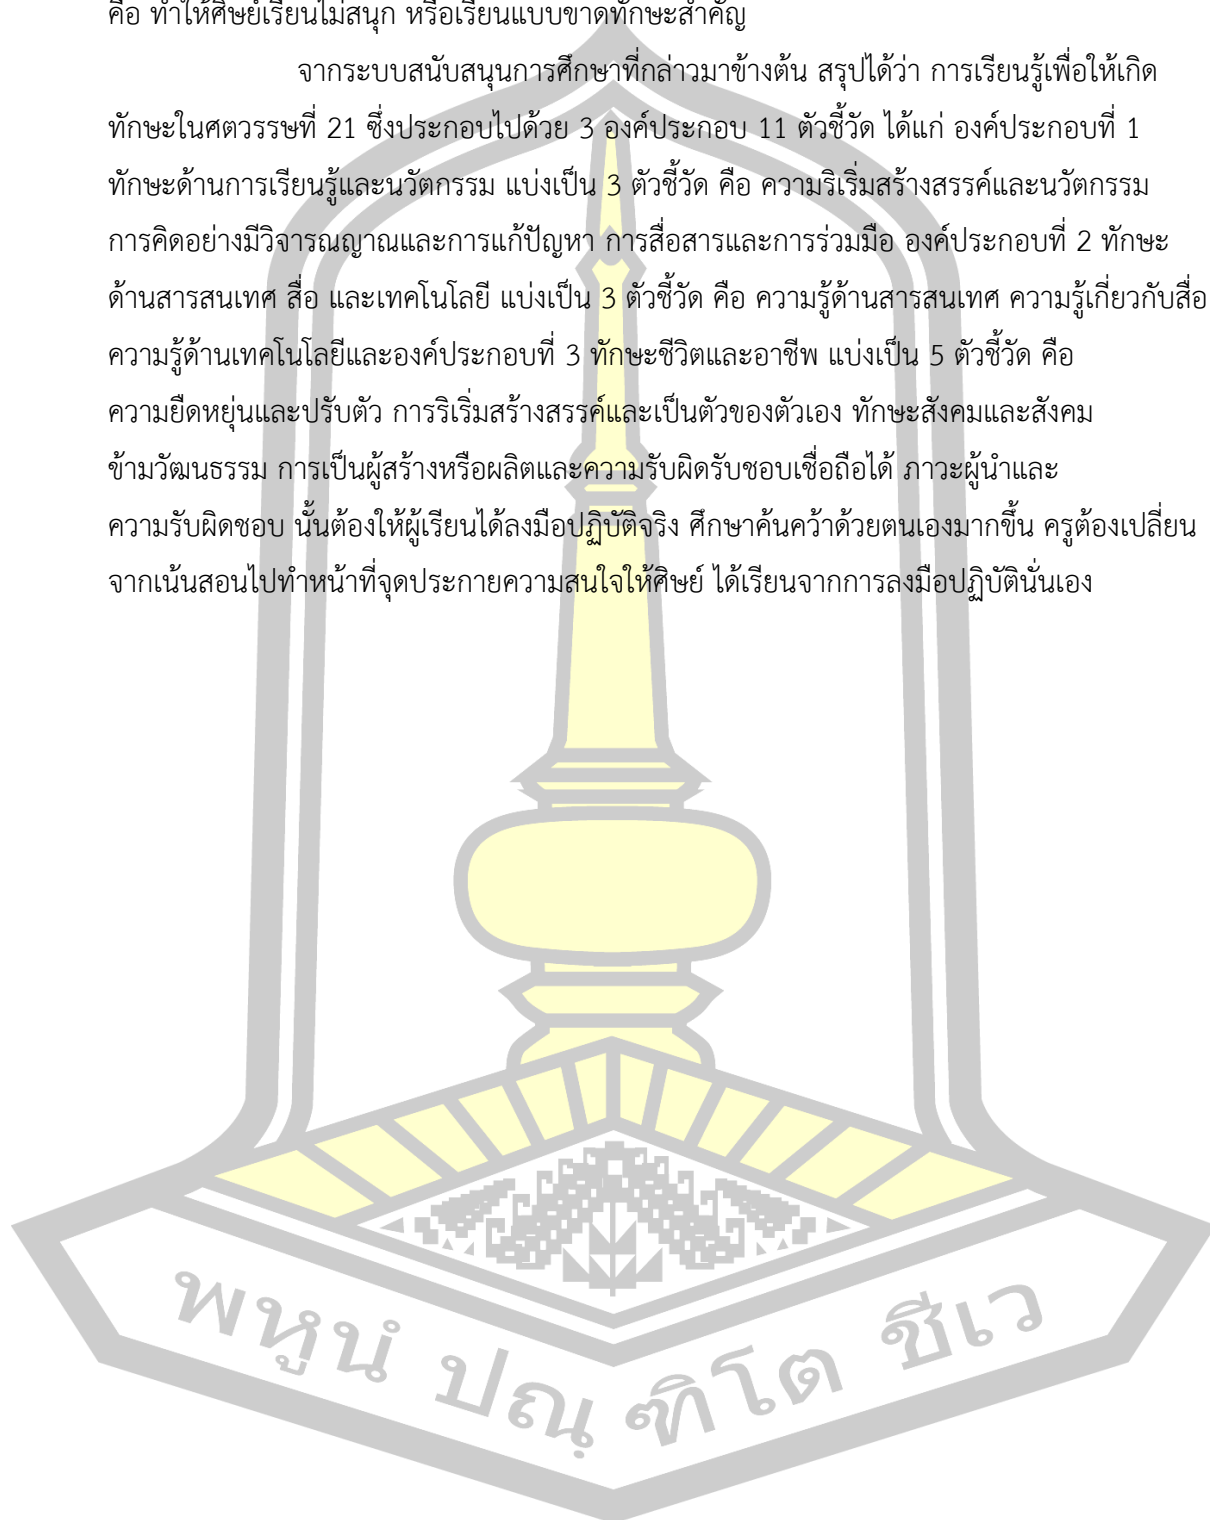 คือ ทำให้ศิษย์เรียนไม่สนุก หรือเรียนแบบขาดทักษะสำคัญ
จากระบบสนับสนุนการศึกษาที่กล่าวมาข้างต้น สรุปได้ว่า การเรียนรู้เพื่อให้เกิด
ทักษะในศตวรรษที่ 21 ซึ่งประกอบไปด้วย 3 องค์ประกอบ 11 ตัวชี้วัด ได้แก่ องค์ประกอบที่ 1
ทักษะด้านการเรียนรู้และนวัตกรรม แบ่งเป็น 3 ตัวชี้วัด คือ ความริเริ่มสร้างสรรค์และนวัตกรรม
การคิดอย่างมีวิจารณญาณและการแก้ปัญหา การสื่อสารและการร่วมมือ องค์ประกอบที่ 2 ทักษะ
ด้านสารสนเทศ สื่อ และเทคโนโลยี แบ่งเป็น 3 ตัวชี้วัด คือ ความรู้ด้านสารสนเทศ ความรู้เกี่ยวกับสื่อ
ความรู้ด้านเทคโนโลยีและองค์ประกอบที่ 3 ทักษะชีวิตและอาชีพ แบ่งเป็น 5 ตัวชี้วัด คือ
ความยืดหยุ่นและปรับตัว การริเริ่มสร้างสรรค์และเป็นตัวของตัวเอง ทักษะสังคมและสังคม
ข้ามวัฒนธรรม การเป็นผู้สร้างหรือผลิตและความรับผิดรับชอบเชื่อถือได้ ภาวะผู้นำและ
ความรับผิดชอบ นั้นต้องให้ผู้เรียนได้ลงมือปฏิบัติจริง ศึกษาค้นคว้าด้วยตนเองมากขึ้น ครูต้องเปลี่ยน
จากเน้นสอนไปทำหน้าที่จุดประกายความสนใจให้ศิษย์ ได้เรียนจากการลงมือปฏิบัตินั่นเอง
พหูนํ ปณฺ ฑิโต ชีเว